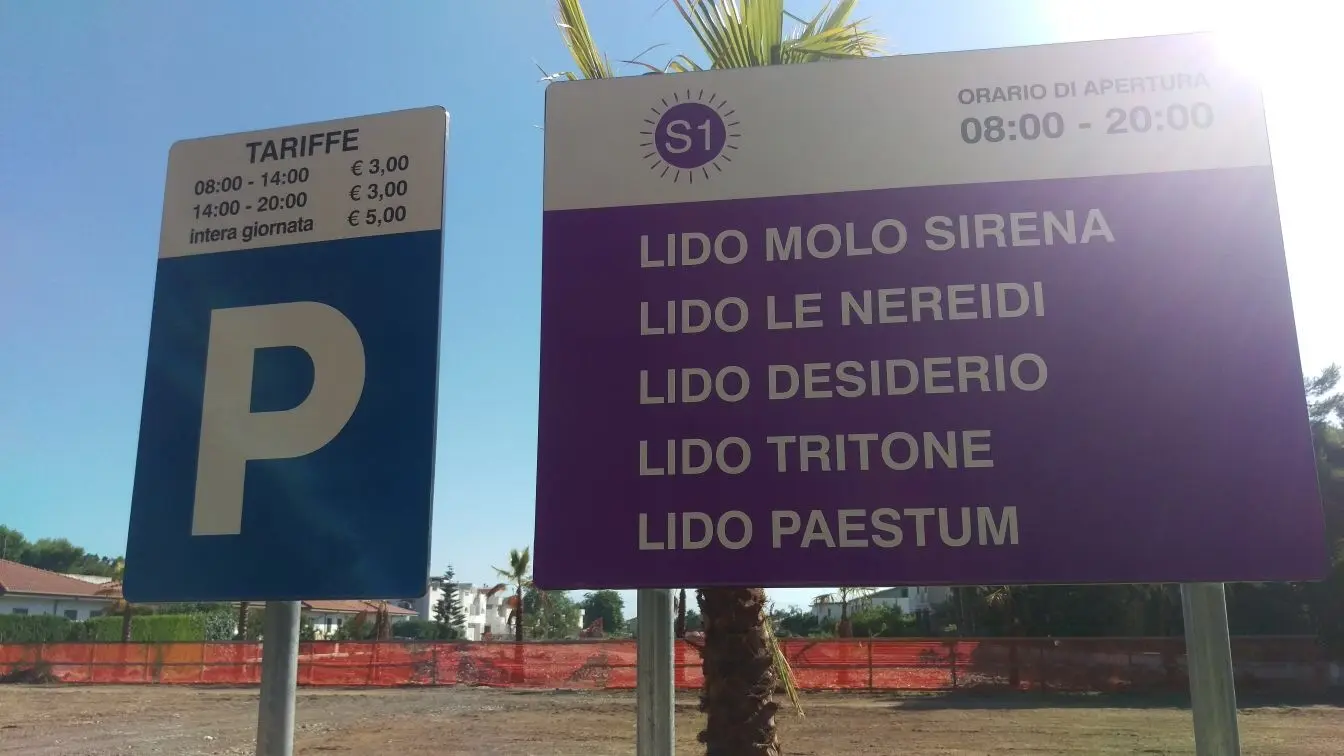 TARIFFE
08:00 - 14:00 € 3,00
14:00 - 20:00 € 3,00
intera giornata € 5,00
P
S1
ORARIO DI APERTURA
08:00 - 20:00
LIDO MOLO SIRENA
LIDO LE NEREIDI
LIDO DESIDERIO
LIDO TRITONE
LIDO PAESTUM